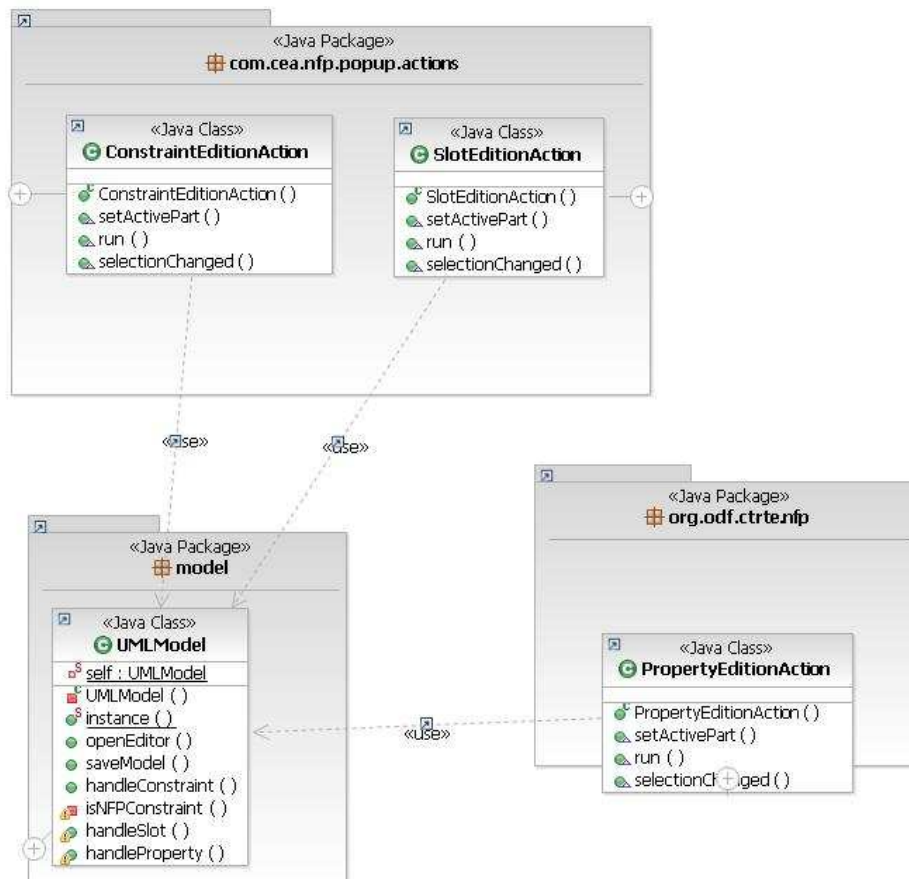 «Java Package»
com.cea.nfp.popup.actions
«Java Class»
ConstraintEditionAction
ConstraintEditionAction ( )
setActivePart ( )
run ( )
selectionChanged ( )
«Java Class»
SlotEditionAction
SlotEditionAction ( )
setActivePart ( )
run ( )
selectionChanged ( )
«use»
«use»
«Java Package»
model
«Java Class»
UMLModel
self : UMLModel
UMLModel ( )
instance ( )
openEditor ( )
saveModel ( )
handleConstraint ( )
isNFPConstraint ( )
handleSlot ( )
handleProperty ( )
«use»
«Java Package»
org.odf.ctrte.nfp
«Java Class»
PropertyEditionAction
PropertyEditionAction ( )
setActivePart ( )
run ( )
selectionChanged ( )